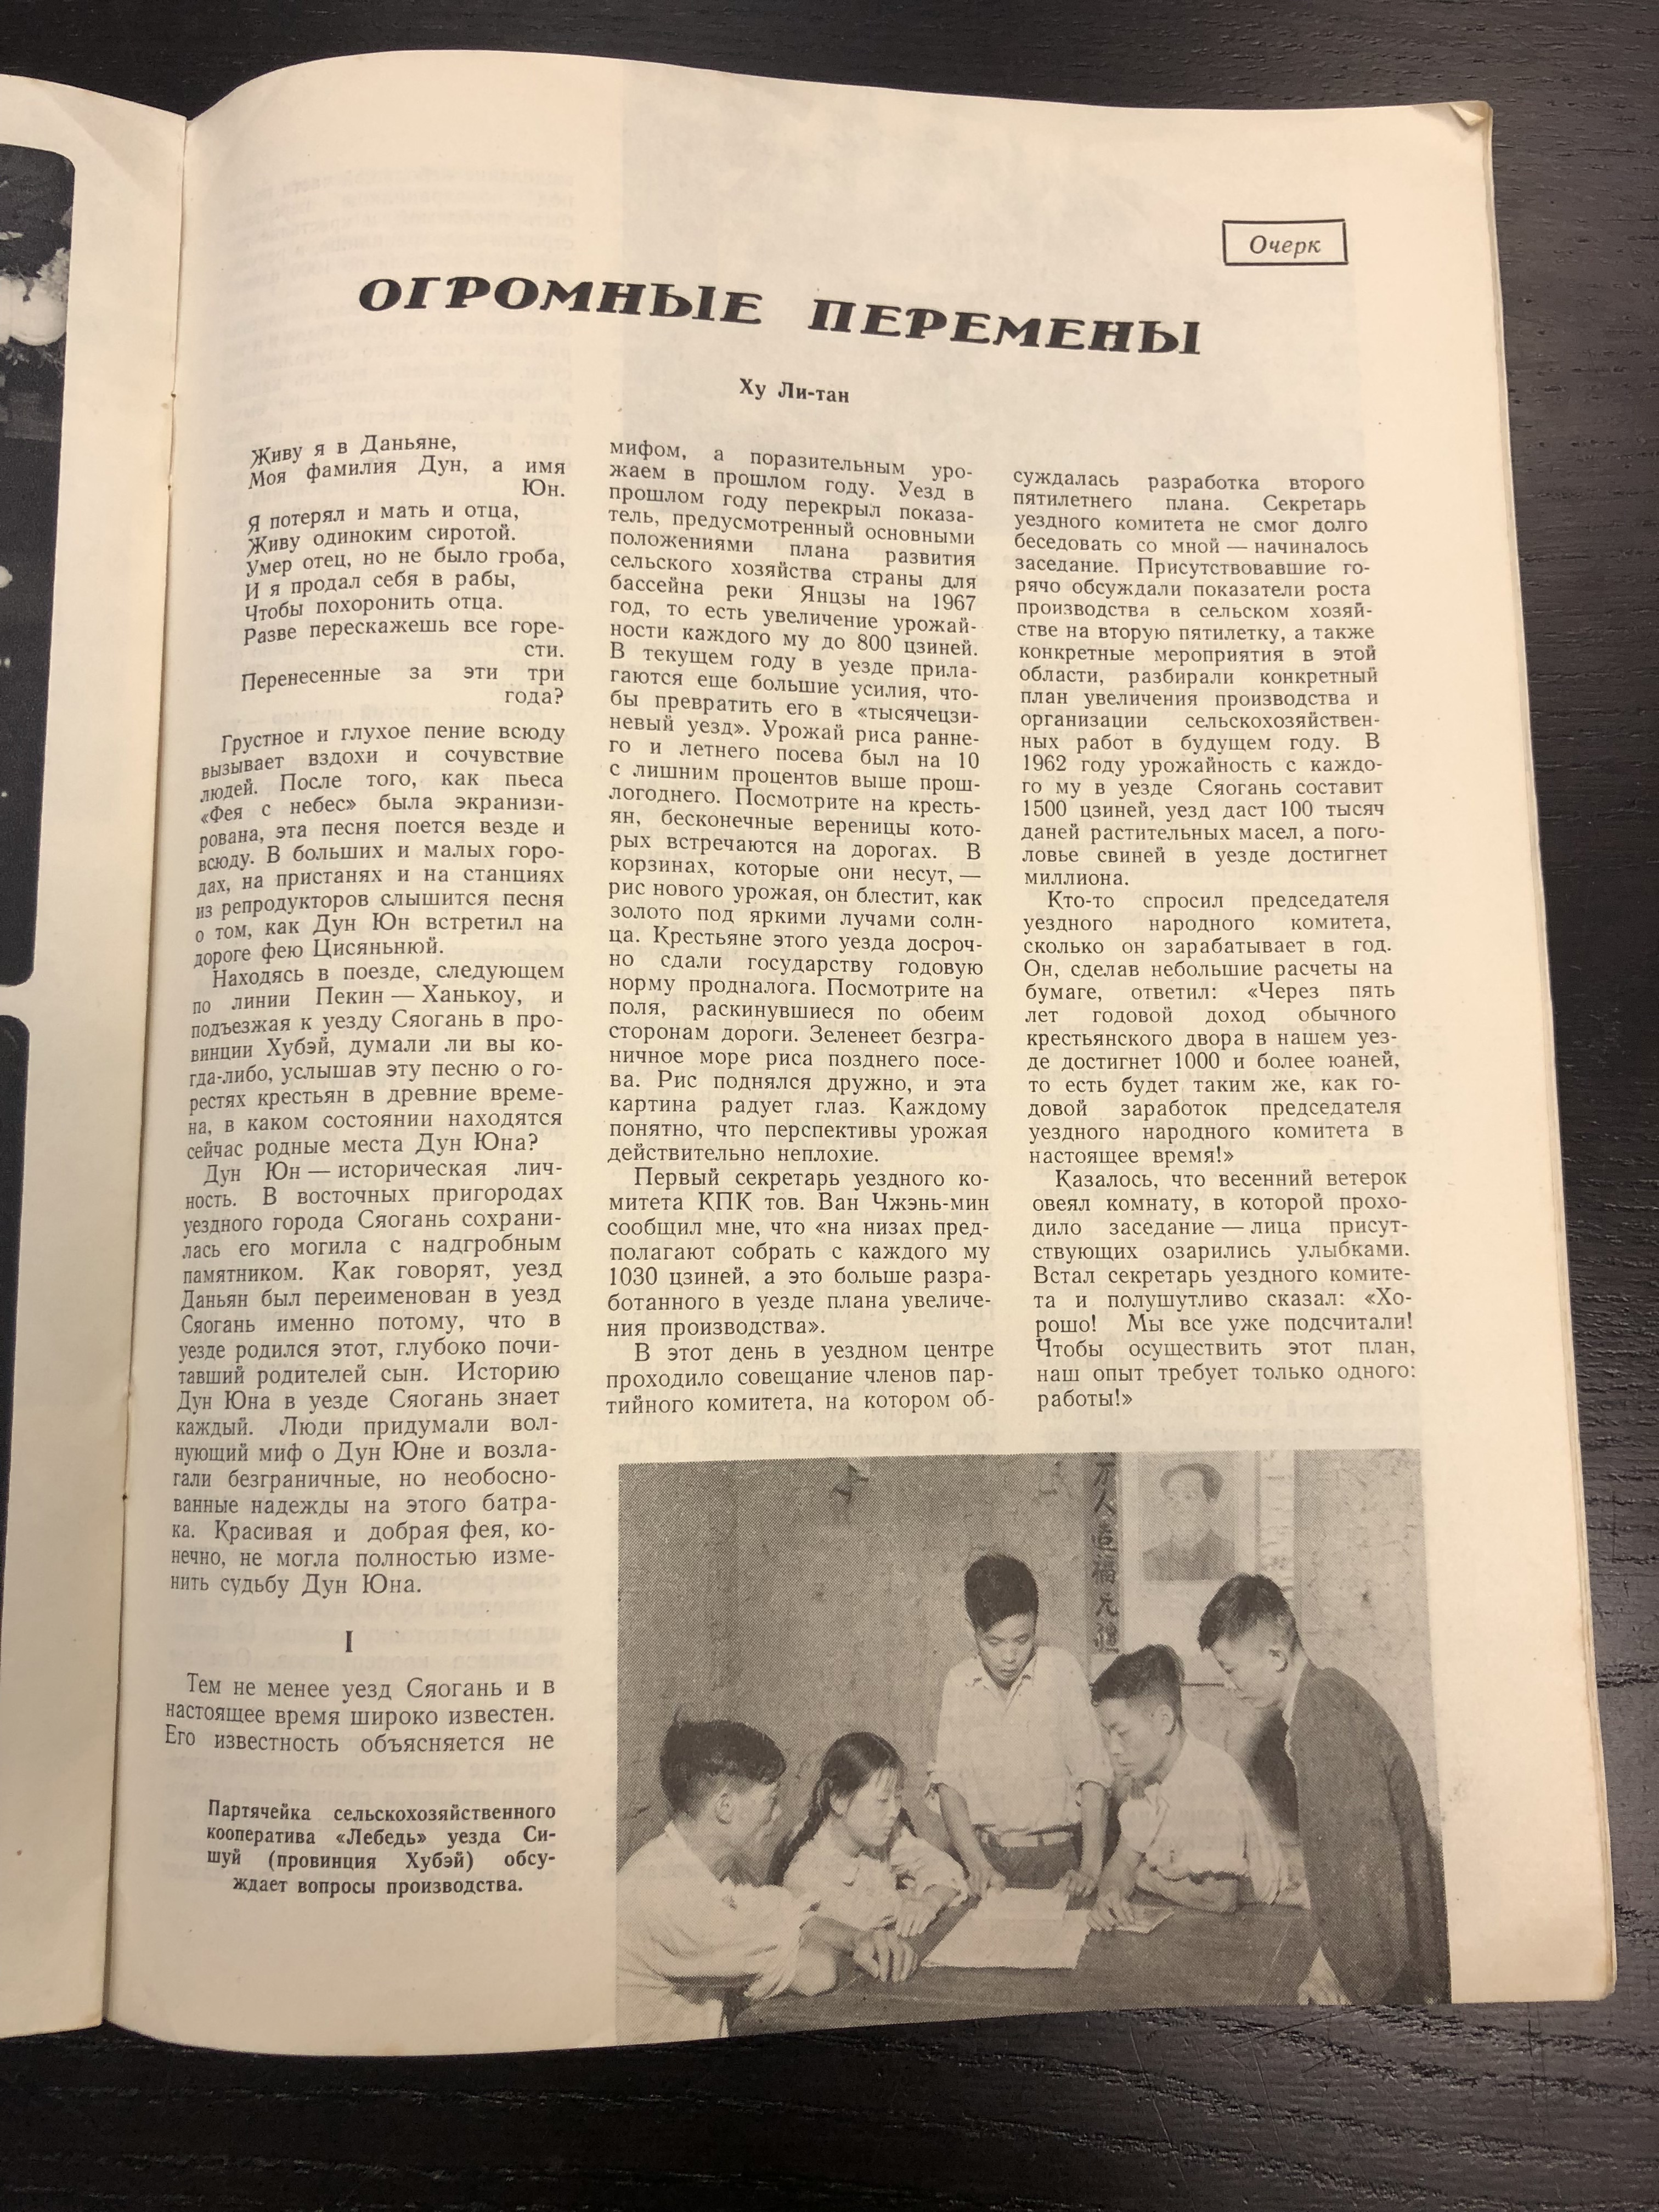 Очерк
ОГРОМНЫЕ ПЕРЕМЕНЫ
Ху Ли-тан
Живу я в Даньяне,
Моя фамилия Дун, а имя
Юн.
Я потерял и мать и отца,
Живу одиноким сиротой.
Умер отец, но не было гроба,
И я продал себя в рабы,
Чтобы похоронить отца.
Разве перескажешь все горе-
сти.
Перенесенные за эти три
года?
Грустное и глухое пение всюду
вызывает вздохи и сочувствие
людей. После того, как пьеса
«Фея с небес» была экранизи-
рована, эта песня поется везде и
всюду. В больших и малых горо-
дах, на пристанях и на станциях
из репродукторов слышится песня
о том, как Дун Юн встретил на
дороге фею Цисяньнюй.
Находясь в поезде, следующем
по линии Пекин — Ханькоу, и
подъезжая к уезду Сяогань в про-
винции Хубэй, думали ли вы ко-
гда-либо, услышав эту песню о го-
рестях крестьян в древние време-
на, в каком состоянии находятся
сейчас родные места Дун Юна?
Дун Юн — историческая лич-
ность. В восточных пригородах
уездного города Сяогань сохрани-
лась его могила с надгробным
памятником. Как говорят, уезд
Даньян был переименован в уезд
Сяогань именно потому, что в
уезде родился этот, глубоко почи-
тавший родителей сын. Историю
Дун Юна в уезде Сяогань знает
каждый. Люди придумали вол-
нующий миф о Дун Юне и возла-
гали безграничные, но необосно-
ванные надежды на этого батра-
ка. Красивая и добрая фея, ко-
нечно, не могла полностью изме-
нить судьбу Дун Юна.
I
Тем не менее уезд Сяогань и в
настоящее время широко известен.
Его известность объясняется не
Партячейка сельскохозяйственного
кооператива «Лебедь» уезда Си-
шуй (провинция Хубэй) обсу-
ждает вопросы производства.
мифом, а поразительным уро-
жаем в прошлом году. Уезд в
прошлом году перекрыл показа-
тель, предусмотренный основными
положениями плана развития
сельского хозяйства страны для
бассейна реки Янцзы на 1967
год, то есть увеличение урожай-
ности каждого му до 800 цзиней.
В текущем году в уезде прила-
гаются еще большие усилия, что-
бы превратить его в «тысячецзи-
невый уезд». Урожай риса ранне-
го и летнего посева был на 10
с лишним процентов выше прош-
логоднего. Посмотрите на кресть-
ян, бесконечные вереницы кото-
рых встречаются на дорогах. В
корзинах, которые они несут, —
рис нового урожая, он блестит, как
золото под яркими лучами солн-
ца. Крестьяне этого уезда досроч-
но сдали государству годовую
норму продналога. Посмотрите на
поля, раскинувшиеся по обеим
сторонам дороги. Зеленеет безгра-
ничное море риса позднего посе-
ва. Рис поднялся дружно, и эта
картина радует глаз. Каждому
понятно, что перспективы урожая
действительно неплохие.
Первый секретарь уездного ко-
митета КПК тов. Ван Чжэнь-мин
сообщил мне, что «на низах пред-
полагают собрать с каждого му
1030 цзиней, а это больше разра-
ботанного в уезде плана увеличе-
ния производства».
В этот день в уездном центре
проходило совещание членов пар-
тийного комитета, на котором об-
суждалась разработка второго
пятилетнего плана. Секретарь
уездного комитета не смог долго
беседовать со мной — начиналось
заседание. Присутствовавшие го-
рячо обсуждали показатели роста
производства в сельском хозяй-
стве на вторую пятилетку, а также
конкретные мероприятия в этой
области, разбирали конкретный
план увеличения производства и
организации сельскохозяйствен-
ных работ в будущем году. В
1962 году урожайность с каждо-
го му в уезде Сяогань составит
1500 цзиней, уезд даст 100 тысяч
даней растительных масел, а пого-
ловье свиней в уезде достигнет
миллиона.
Кто-то спросил председателя
уездного народного комитета,
сколько он зарабатывает в год.
Он, сделав небольшие расчеты на
бумаге, ответил: «Через пять
лет годовой доход обычного
крестьянского двора в нашем уез-
де достигнет 1000 и более юаней,
то есть будет таким же, как го-
довой заработок председателя
уездного народного комитета в
настоящее время!»
Казалось, что весенний ветерок
овеял комнату, в которой прохо-
дило заседание — лица присут-
ствующих озарились улыбками.
Встал секретарь уездного комите-
та и полушутливо сказал: «Хо-
рошо! Мы все уже подсчитали!
Чтобы осуществить этот план,
наш опыт требует только одного:
работы!»